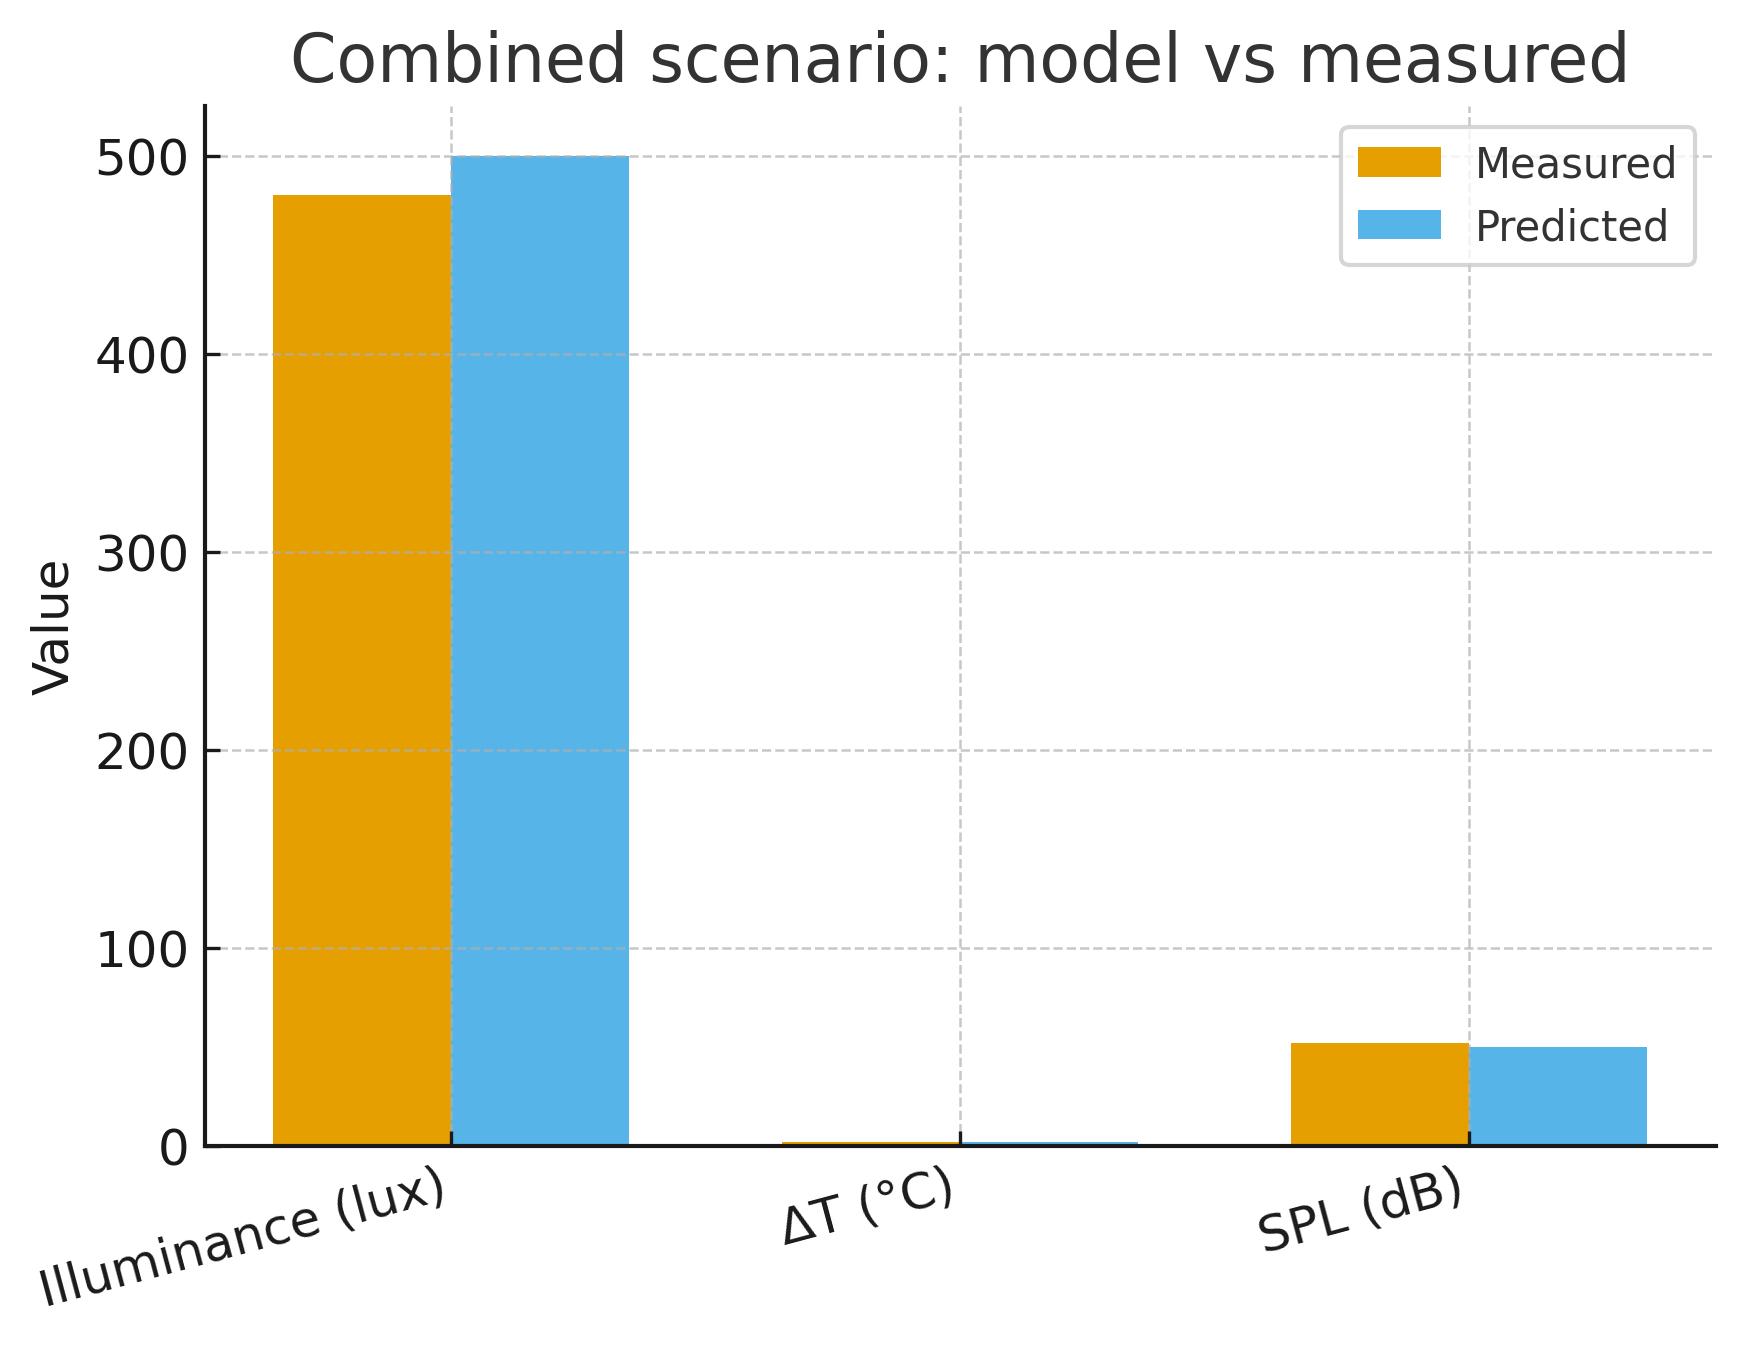 Combined scenario: model vs measured
500
400
300
200
100
0
Value
Measured
Predicted
Illuminance (lux)
ΔT (°C)
SPL (dB)